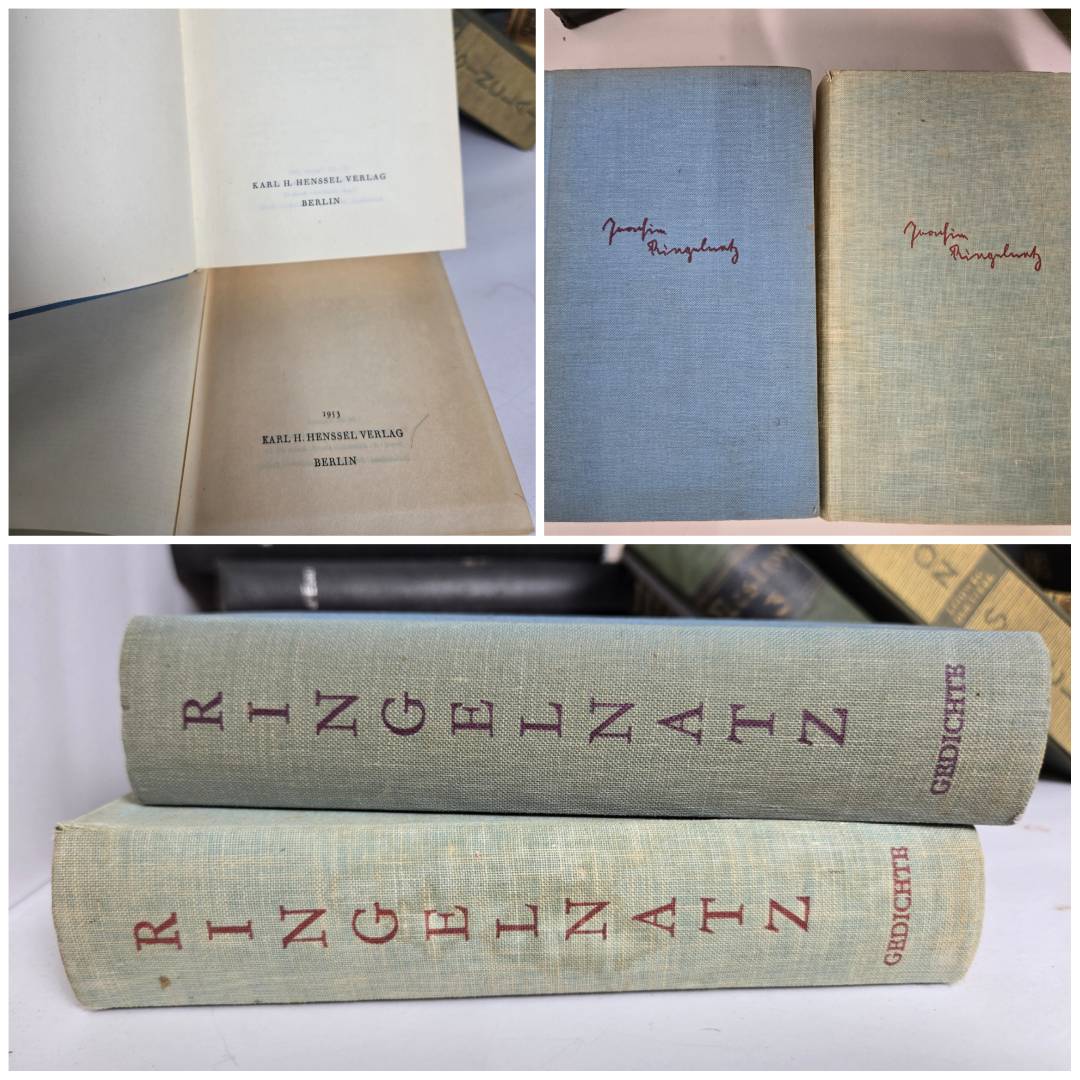 KARL H. HENSSEL VERLAG
BERLIN
1953
KARL H. HENSSEL VERLAG
BERLIN
Joachim
Ringelnatz
Joachim
Ringelnatz
RINGELNATZ
GEDICHTE
RINGELNATZ
GEDICHTE